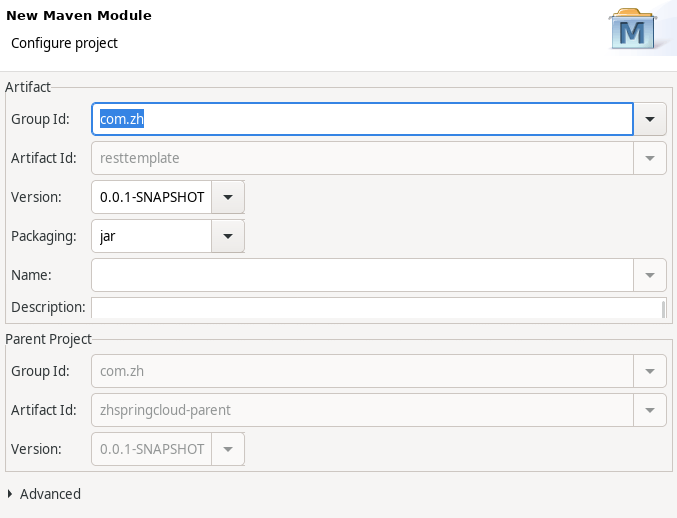 New Maven Module
Configure project
M
Artifact
Group Id: com.zh
Artifact Id: resttemplate
Version: 0.0.1-SNAPSHOT
Packaging: jar
Name:
Description:
Parent Project
Group Id: com.zh
Artifact Id: zhspringcloud-parent
Version: 0.0.1-SNAPSHOT
Advanced